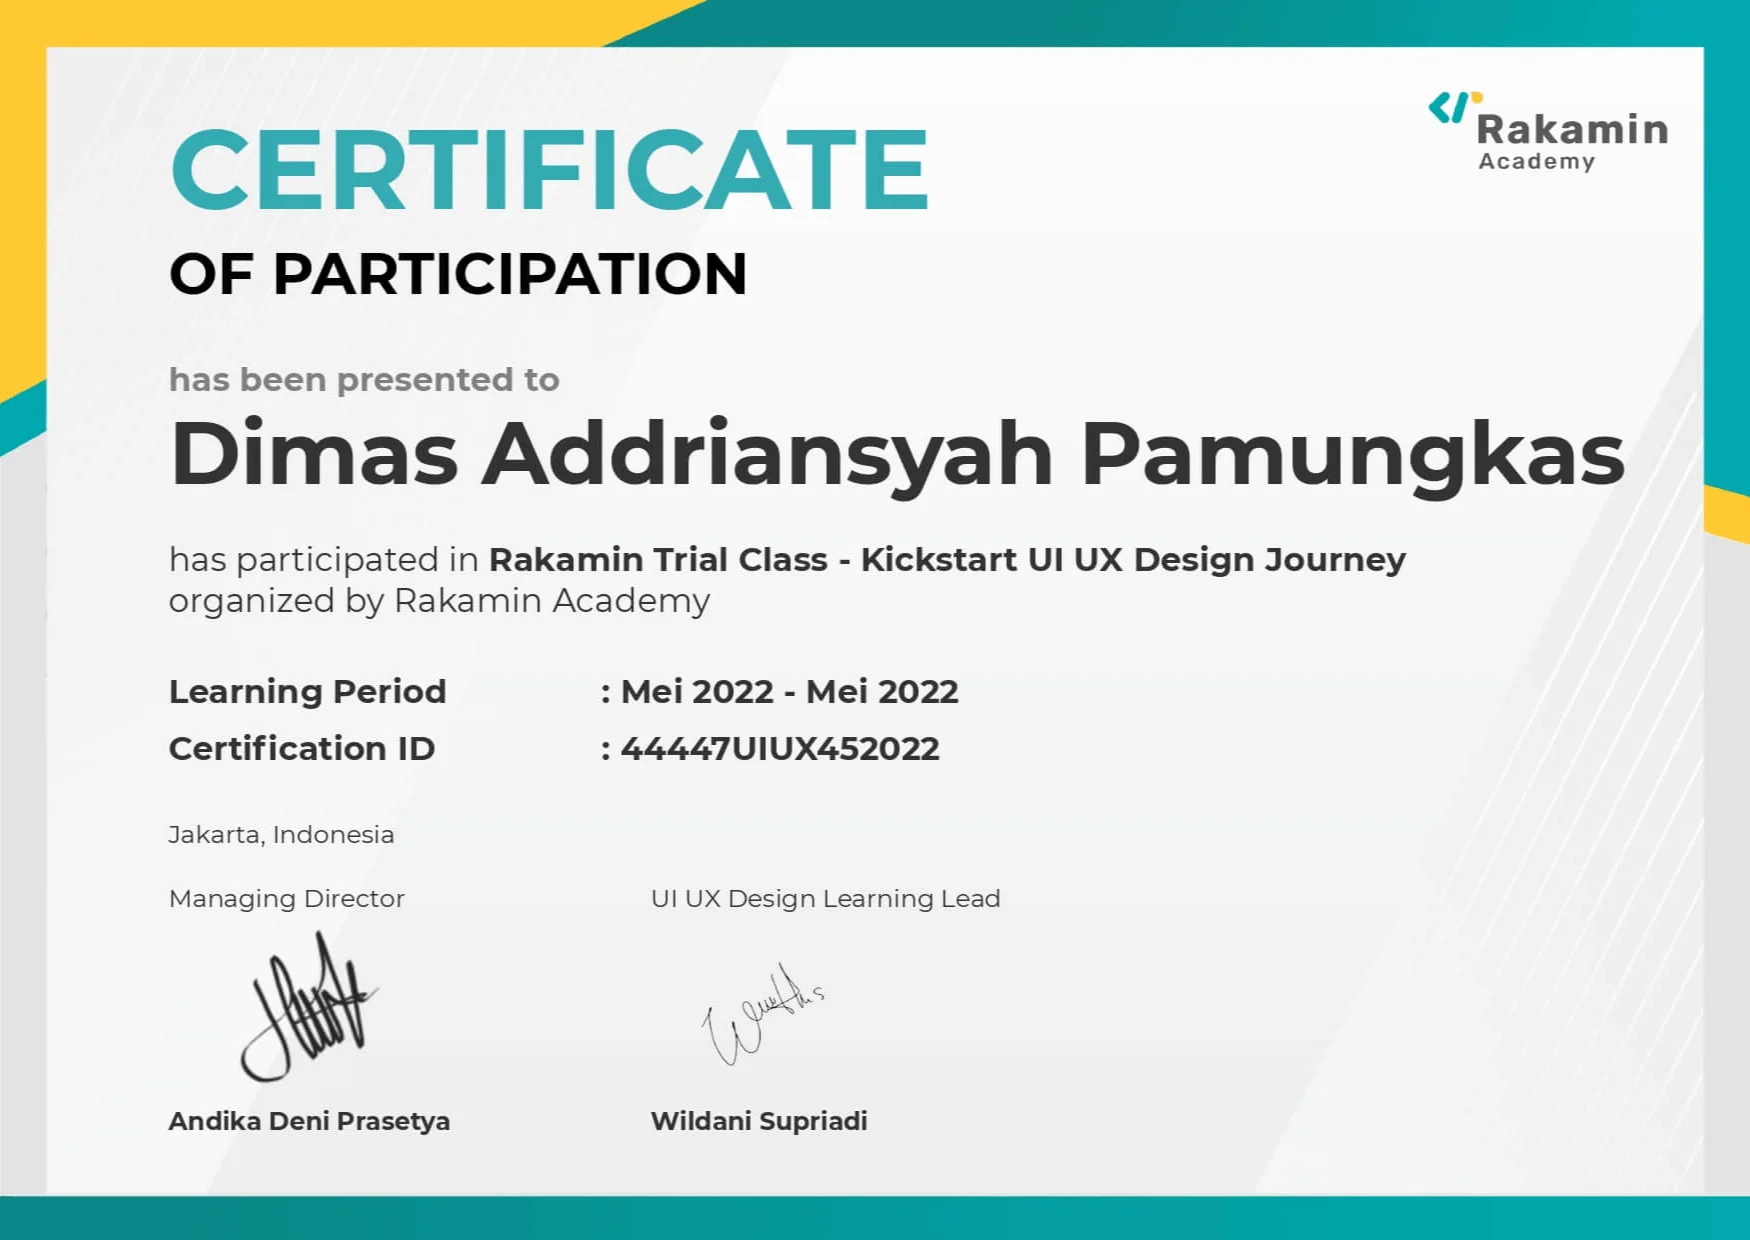 Rakamin
Academy
CERTIFICATE
OF PARTICIPATION
has been presented to
Dimas Addriansyah Pamungkas
has participated in Rakamin Trial Class - Kickstart UI UX Design Journey
organized by Rakamin Academy
Learning Period : Mei 2022 - Mei 2022
Certification ID : 44447UIUX452022
Jakarta, Indonesia
Managing Director UI UX Design Learning Lead
Andika Deni Prasetya Wildani Supriadi